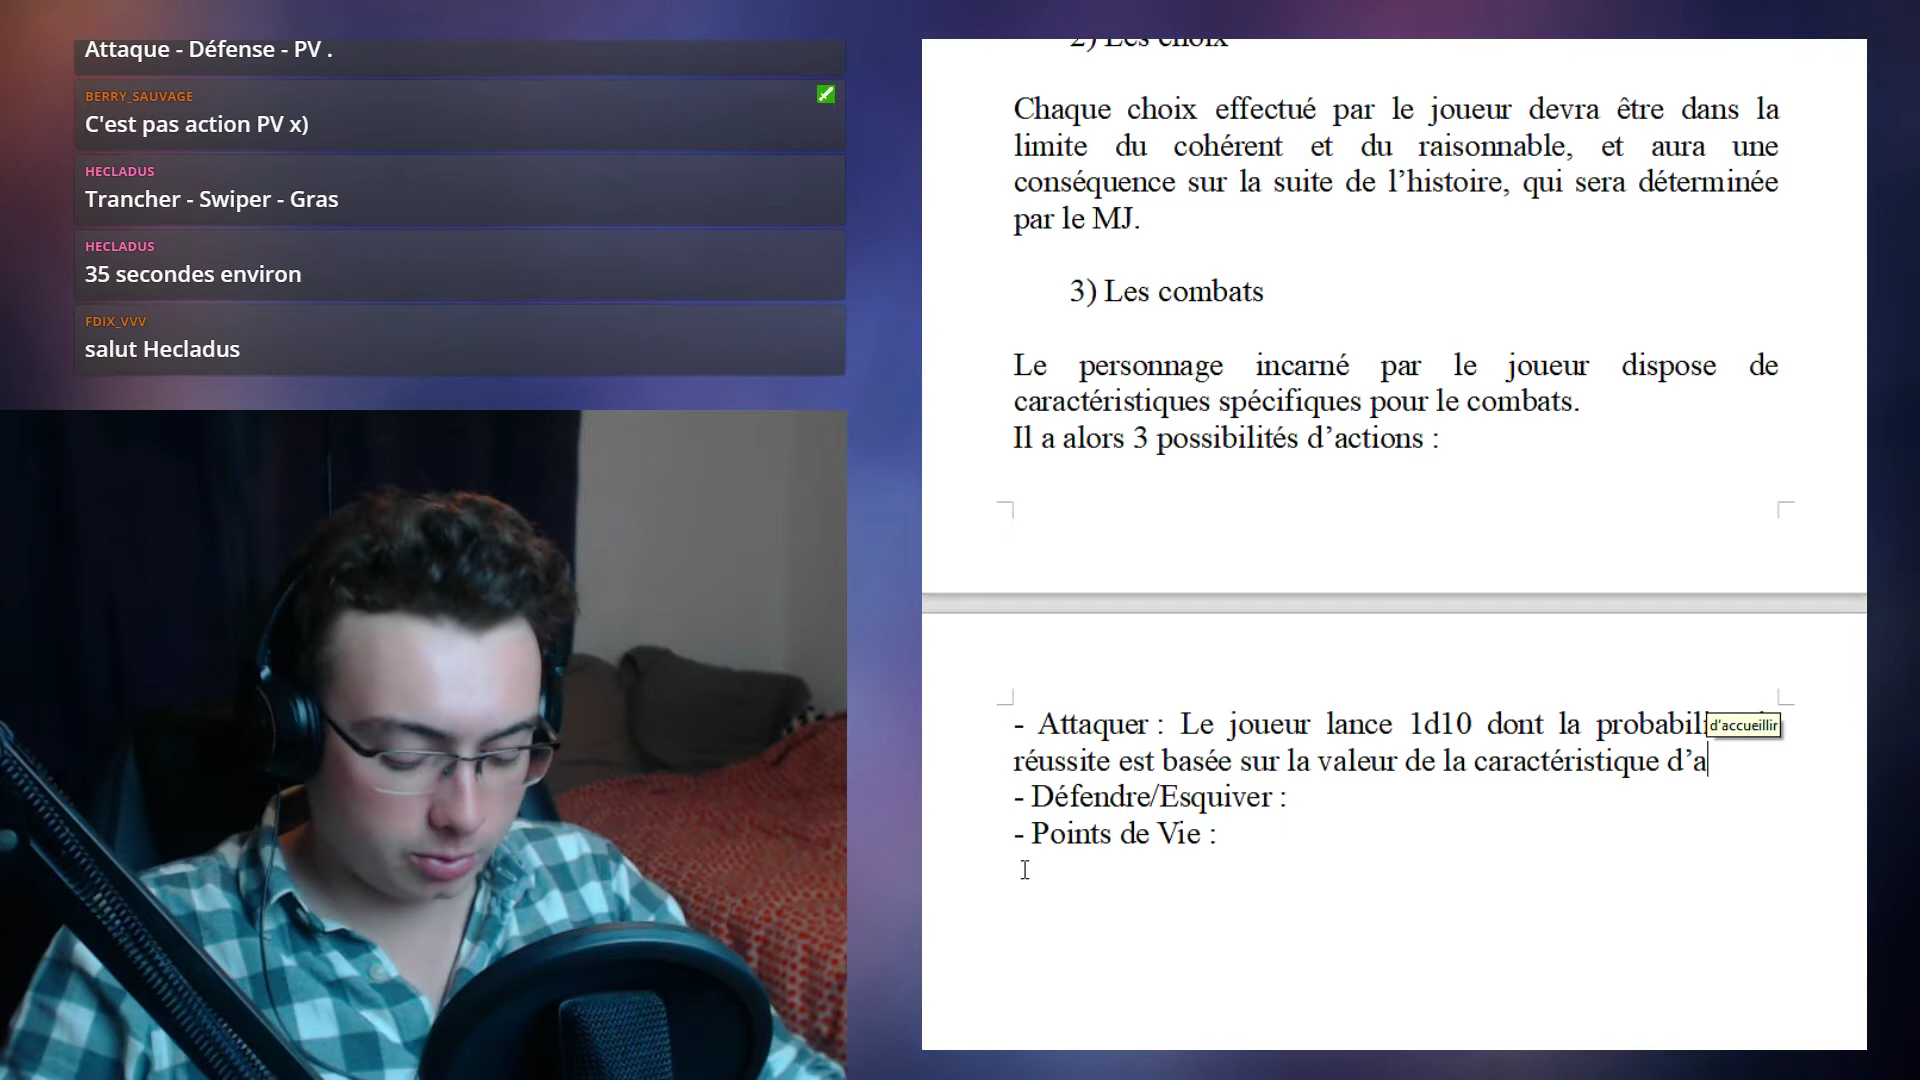 Attaque - Défense - PV .
BERRY_SAUVAGE
C'est pas action PV x)
HECLADUS
Trancher - Swiper - Gras
HECLADUS
35 secondes environ
FDIX_VVV
salut Hecladus
2) Les choix
Chaque choix effectué par le joueur devra être dans la
limite du cohérent et du raisonnable, et aura une
conséquence sur la suite de l’histoire, qui sera déterminée
par le MJ.
3) Les combats
Le personnage incarné par le joueur dispose de
caractéristiques spécifiques pour le combats.
Il a alors 3 possibilités d’actions :
- Attaquer : Le joueur lance 1d10 dont la
d’accueillir
réussite est basée sur la valeur de la caractéristique d’a
- Défendre/Esquiver :
- Points de Vie :